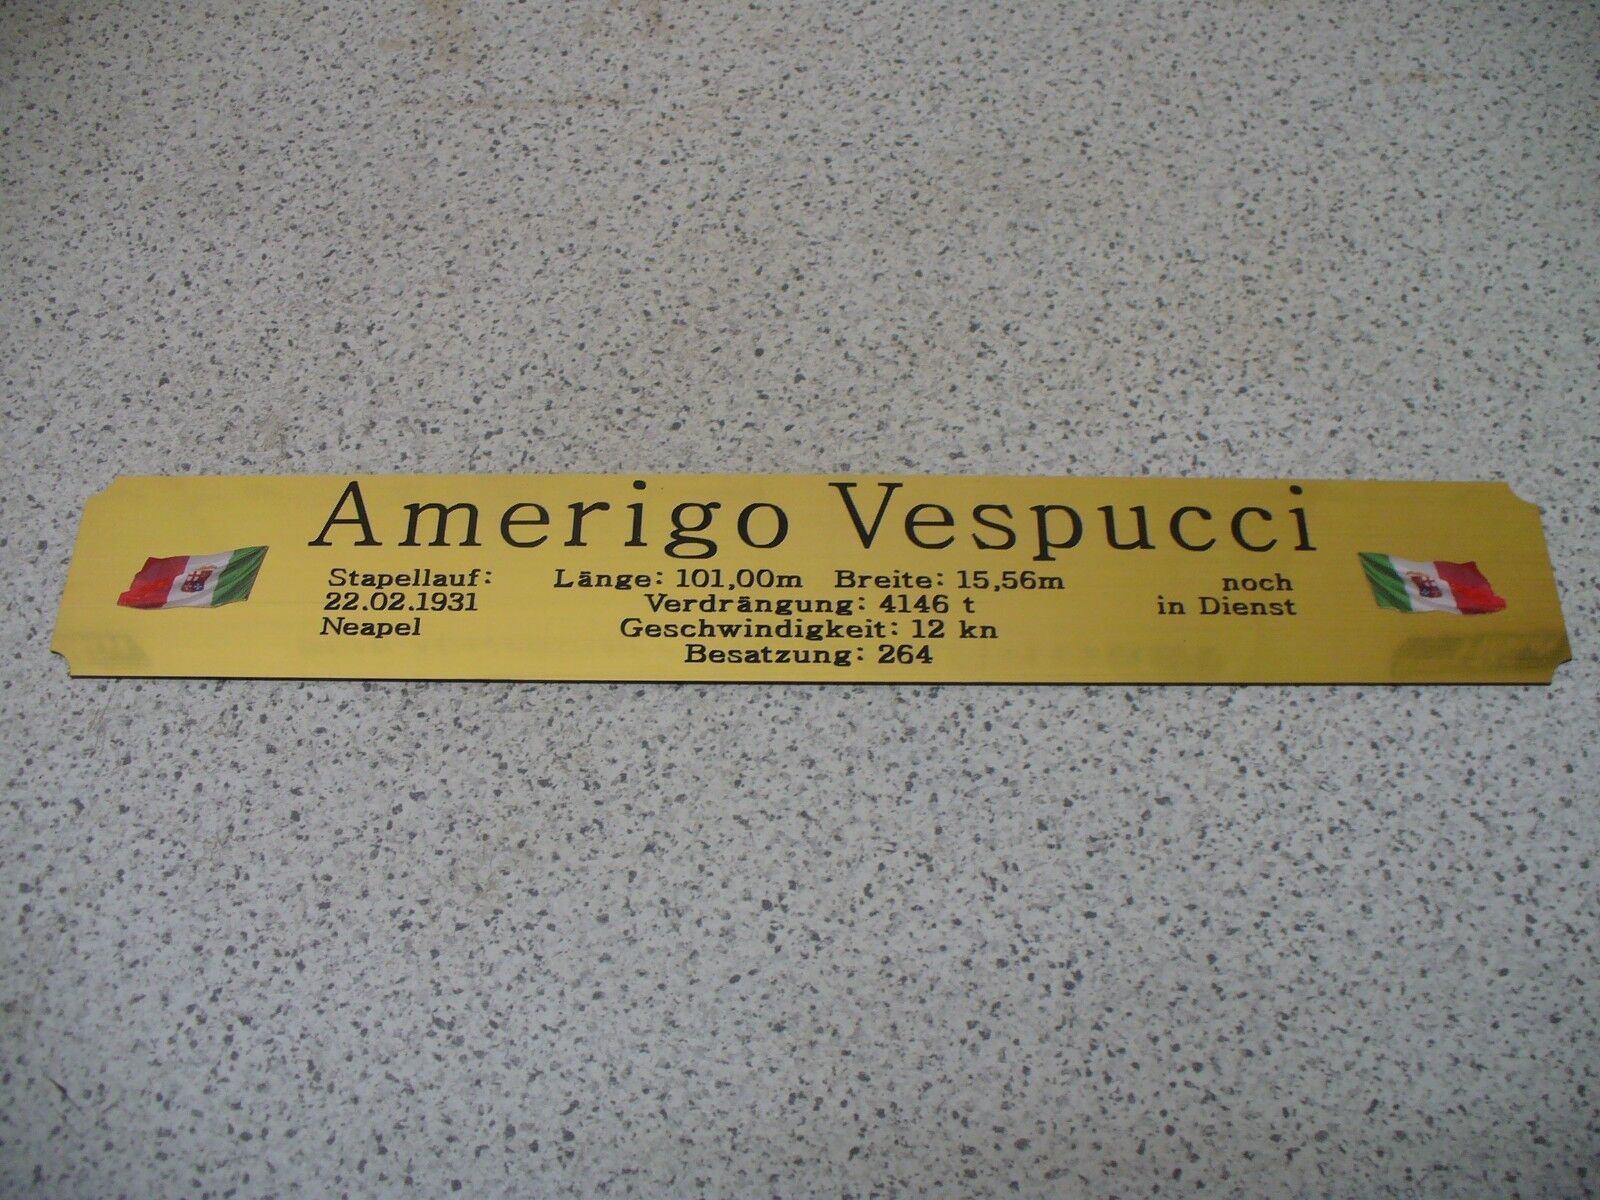 Amerigo Vespucci
Stapellauf:
22.02.1931
Neapel
Länge: 101,00m Breite: 15,56m
Verdrängung: 4146 t
Geschwindigkeit: 12 kn
Besatzung: 264
noch
in Dienst